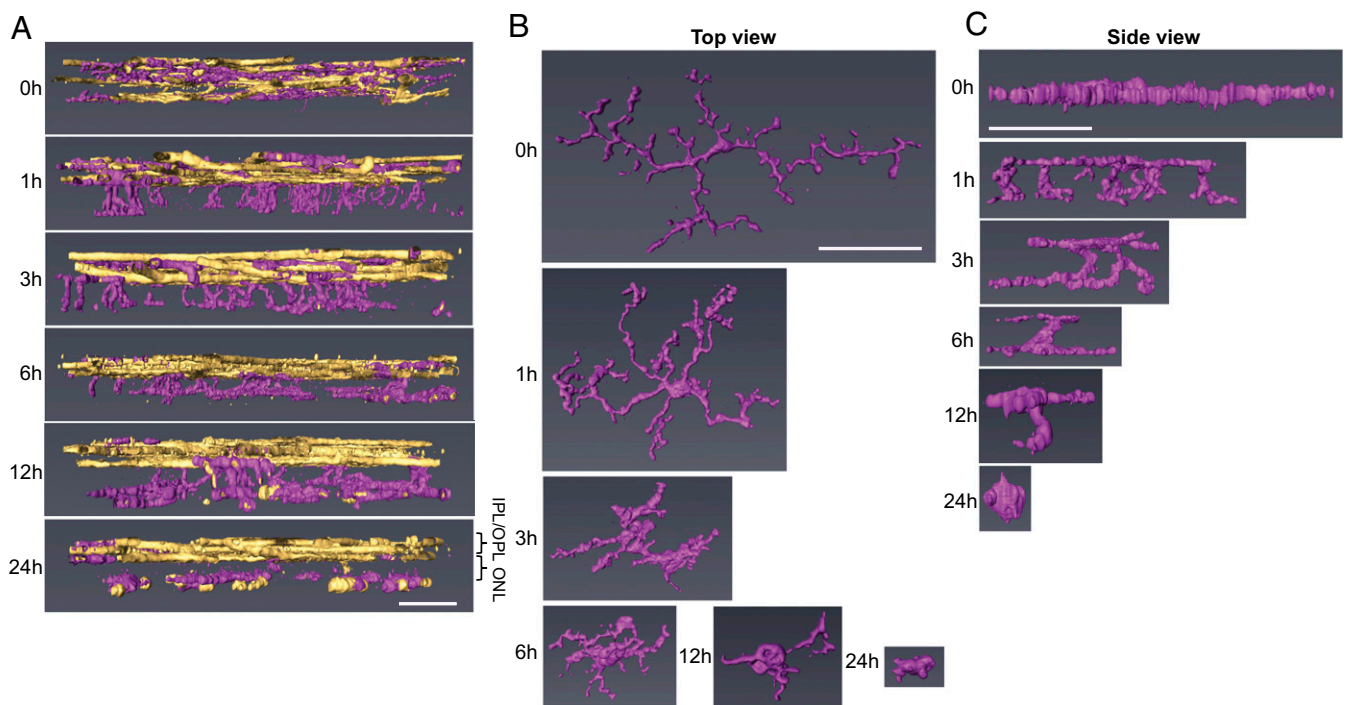 A
0h
1h
3h
6h
12h
24h
IPL/OPL ONL
B
Top view
0h
1h
3h
6h
12h
24h
C
Side view
0h
1h
3h
6h
12h
24h